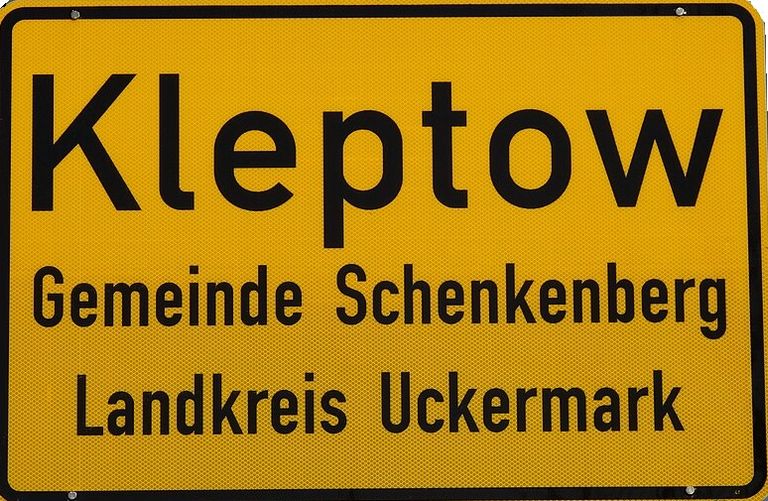 Kleptow
Gemeinde Schenkenberg
Landkreis Uckermark